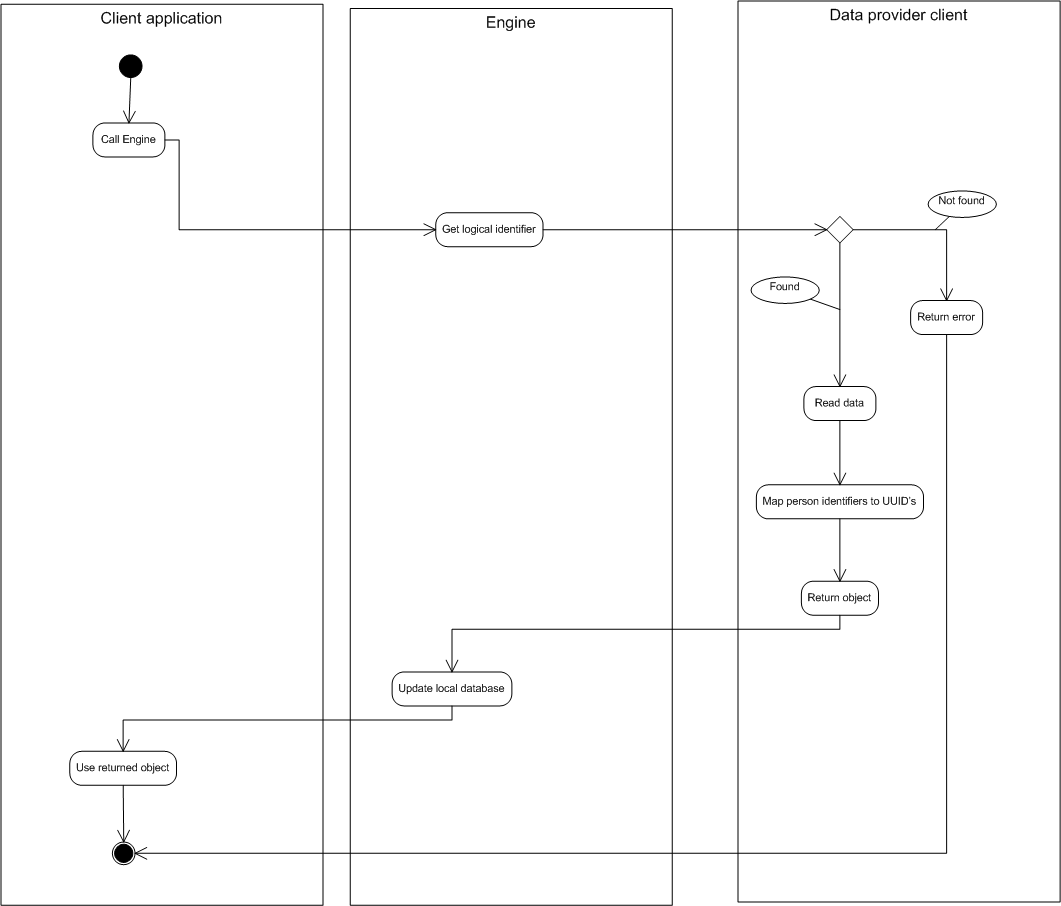 Client application
Engine
Data provider client
Call Engine
Not found
Get logical identifier
Found
Return error
Read data
Map person identifiers to UUID's
Return object
Update local database
Use returned object